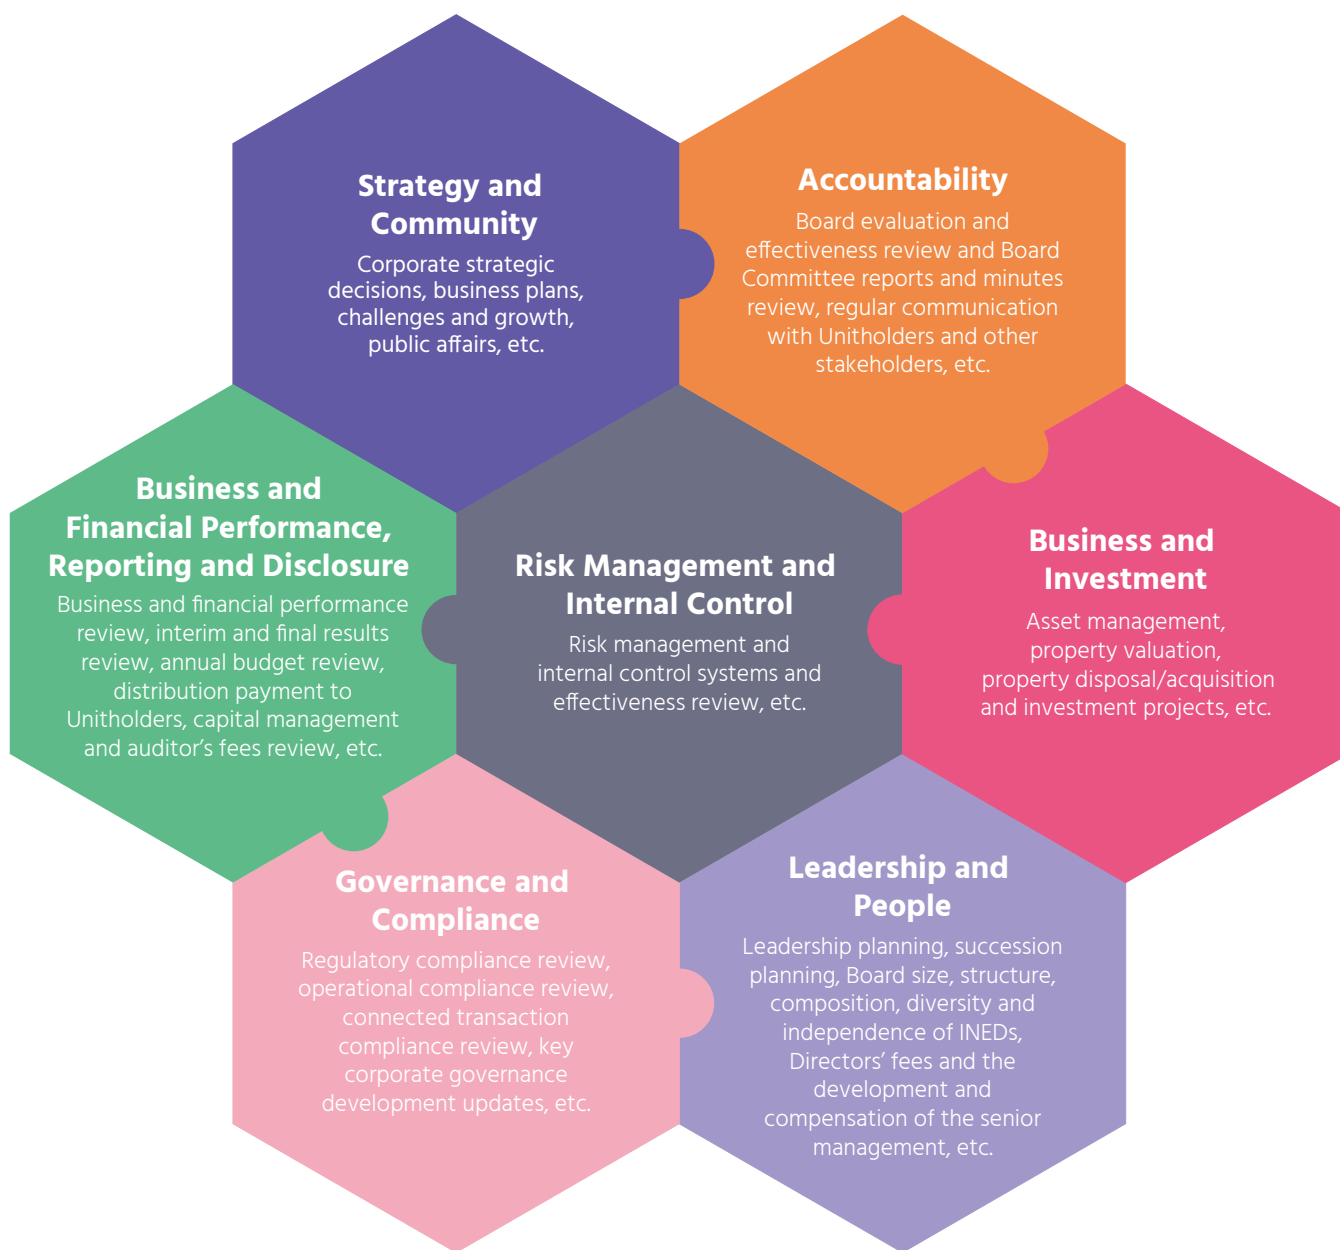 Strategy and
Community
Corporate strategic
decisions, business plans,
challenges and growth,
public affairs, etc.
Accountability
Board evaluation and
effectiveness review and Board
Committee reports and minutes
review, regular communication
with Unitholders and other
stakeholders, etc.
Business and
Financial Performance,
Reporting and Disclosure
Business and financial performance
review, interim and final results
review, annual budget review,
distribution payment to
Unitholders, capital management
and auditor’s fees review, etc.
Risk Management and
Internal Control
Risk management and
internal control systems and
effectiveness review, etc.
Business and
Investment
Asset management,
property valuation,
property disposal/acquisition
and investment projects, etc.
Governance and
Compliance
Regulatory compliance review,
operational compliance review,
connected transaction
compliance review, key
corporate governance
development updates, etc.
Leadership and
People
Leadership planning, succession
planning, Board size, structure,
composition, diversity and
independence of INEDs,
Directors’ fees and the
development and
compensation of the senior
management, etc.